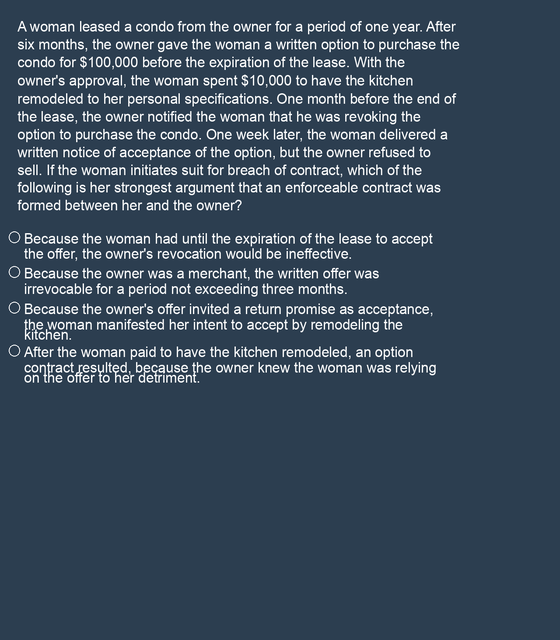 A woman leased a condo from the owner for a period of one year. After
six months, the owner gave the woman a written option to purchase the
condo for $100,000 before the expiration of the lease. With the
owner's approval, the woman spent $10,000 to have the kitchen
remodeled to her personal specifications. One month before the end of
the lease, the owner notified the woman that he was revoking the
option to purchase the condo. One week later, the woman delivered a
written notice of acceptance of the option, but the owner refused to
sell. If the woman initiates suit for breach of contract, which of the
following is her strongest argument that an enforceable contract was
formed between her and the owner?
Because the woman had until the expiration of the lease to accept
the offer, the owner's revocation would be ineffective.
Because the owner was a merchant, the written offer was
irrevocable for a period not exceeding three months.
Because the owner's offer invited a return promise as acceptance,
the woman manifested her intent to accept by remodeling the
kitchen.
After the woman paid to have the kitchen remodeled, an option
contract resulted, because the owner knew the woman was relying
on the offer to her detriment.